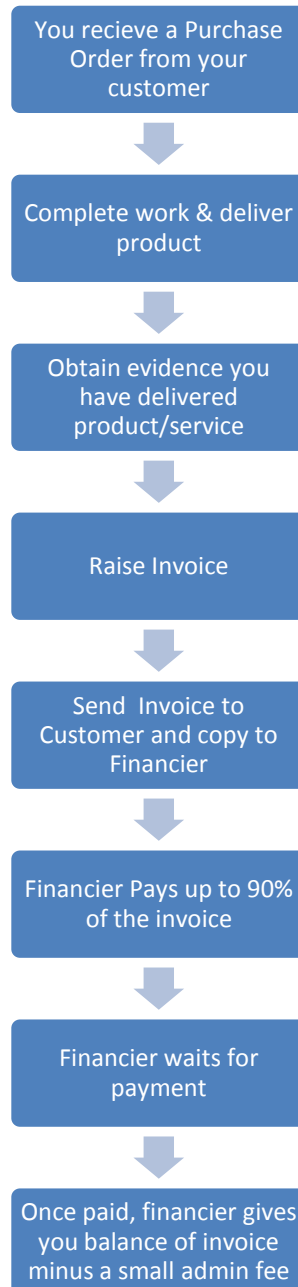 You recieve a Purchase
Order from your
customer
Complete work & deliver
product
Obtain evidence you
have delivered
product/service
Raise Invoice
Send Invoice to
Customer and copy to
Financier
Financier Pays up to 90%
of the invoice
Financier waits for
payment
Once paid, financier gives
you balance of invoice
minus a small admin fee